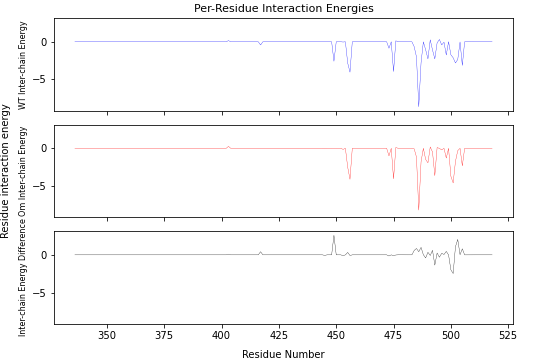 Per-Residue Interaction Energies
Residue interaction energy
WT Inter-chain Energy
0
−5
Om Inter-chain Energy
0
−5
Inter-chain Energy Difference
0
−5
350
375
400
425
450
475
500
525
Residue Number